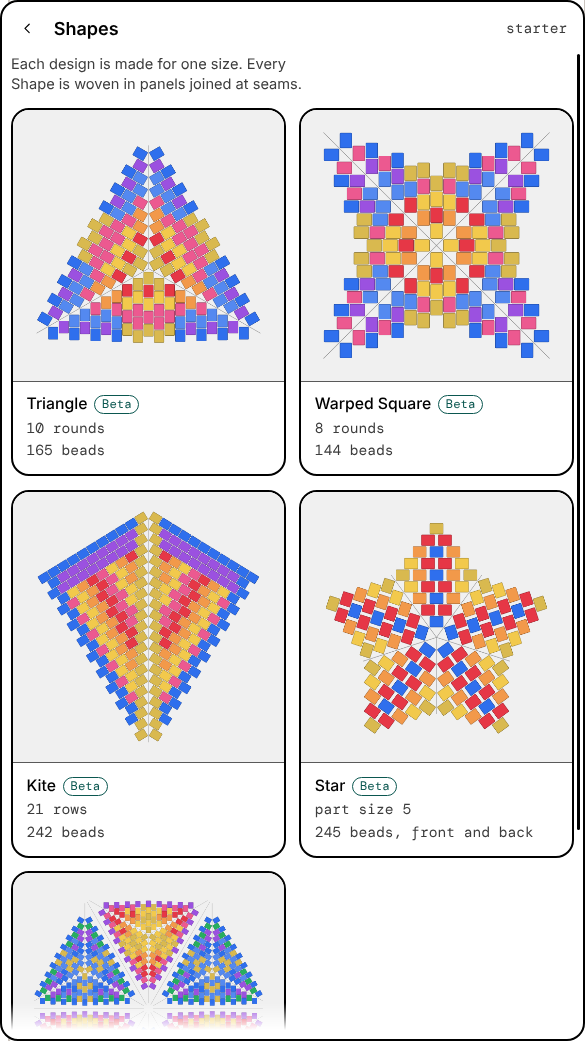 Shapes
starter
Each design is made for one size. Every
Shape is woven in panels joined at seams.
Triangle Beta
10 rounds
165 beads
Warped Square Beta
8 rounds
144 beads
Kite Beta
21 rows
242 beads
Star Beta
part size 5
245 beads, front and back